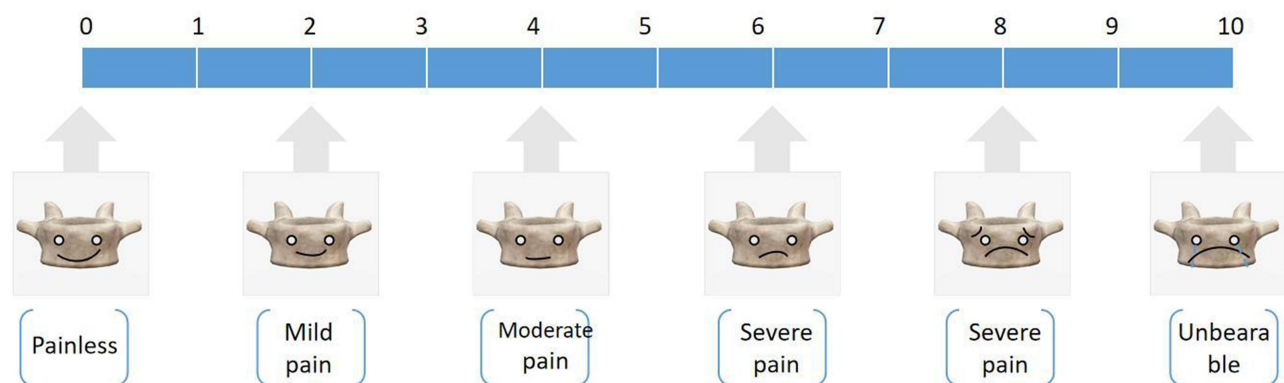 0 1 2 3 4 5 6 7 8 9 10
Painless
Mild
pain
Moderate
pain
Severe
pain
Severe
pain
Unbeara
ble